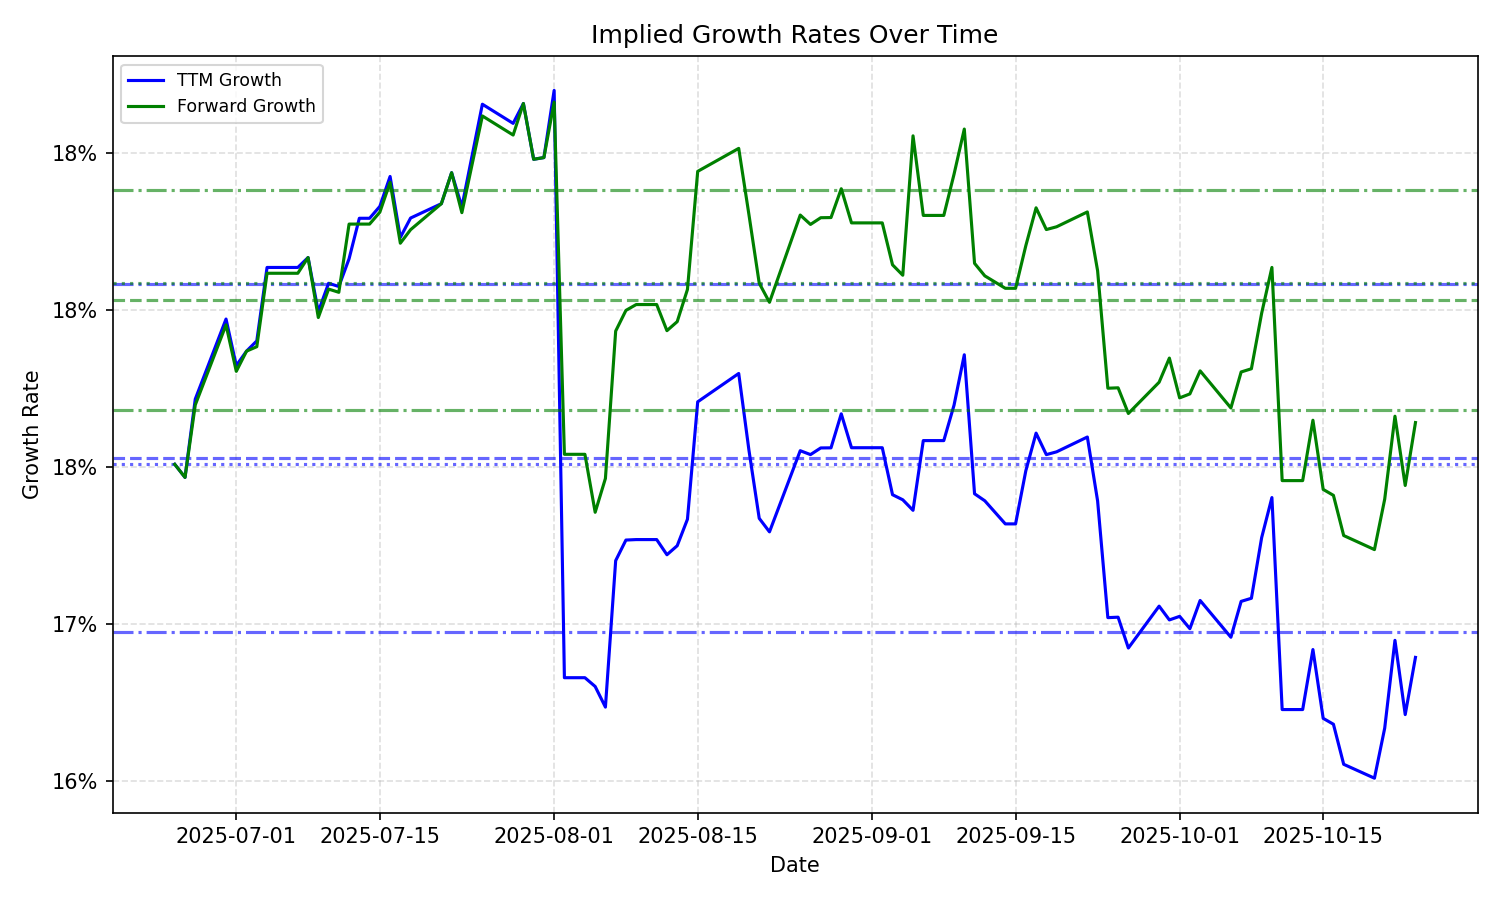 Implied Growth Rates Over Time
TTM Growth
Forward Growth
18%
18%
18%
17%
16%
Growth Rate
2025-07-01
2025-07-15
2025-08-01
2025-08-15
2025-09-01
2025-09-15
2025-10-01
2025-10-15
Date